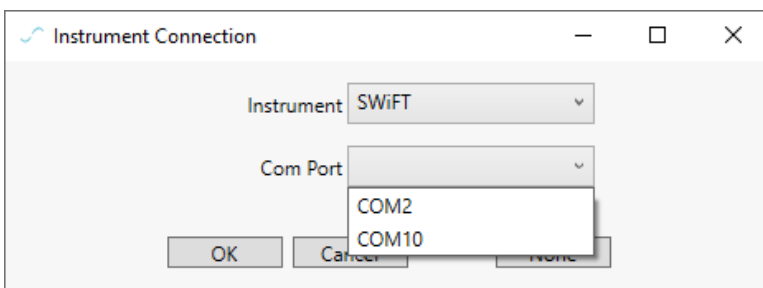 Instrument Connection
Instrument SWiFT
Com Port
COM2
COM10
OK Cancel None